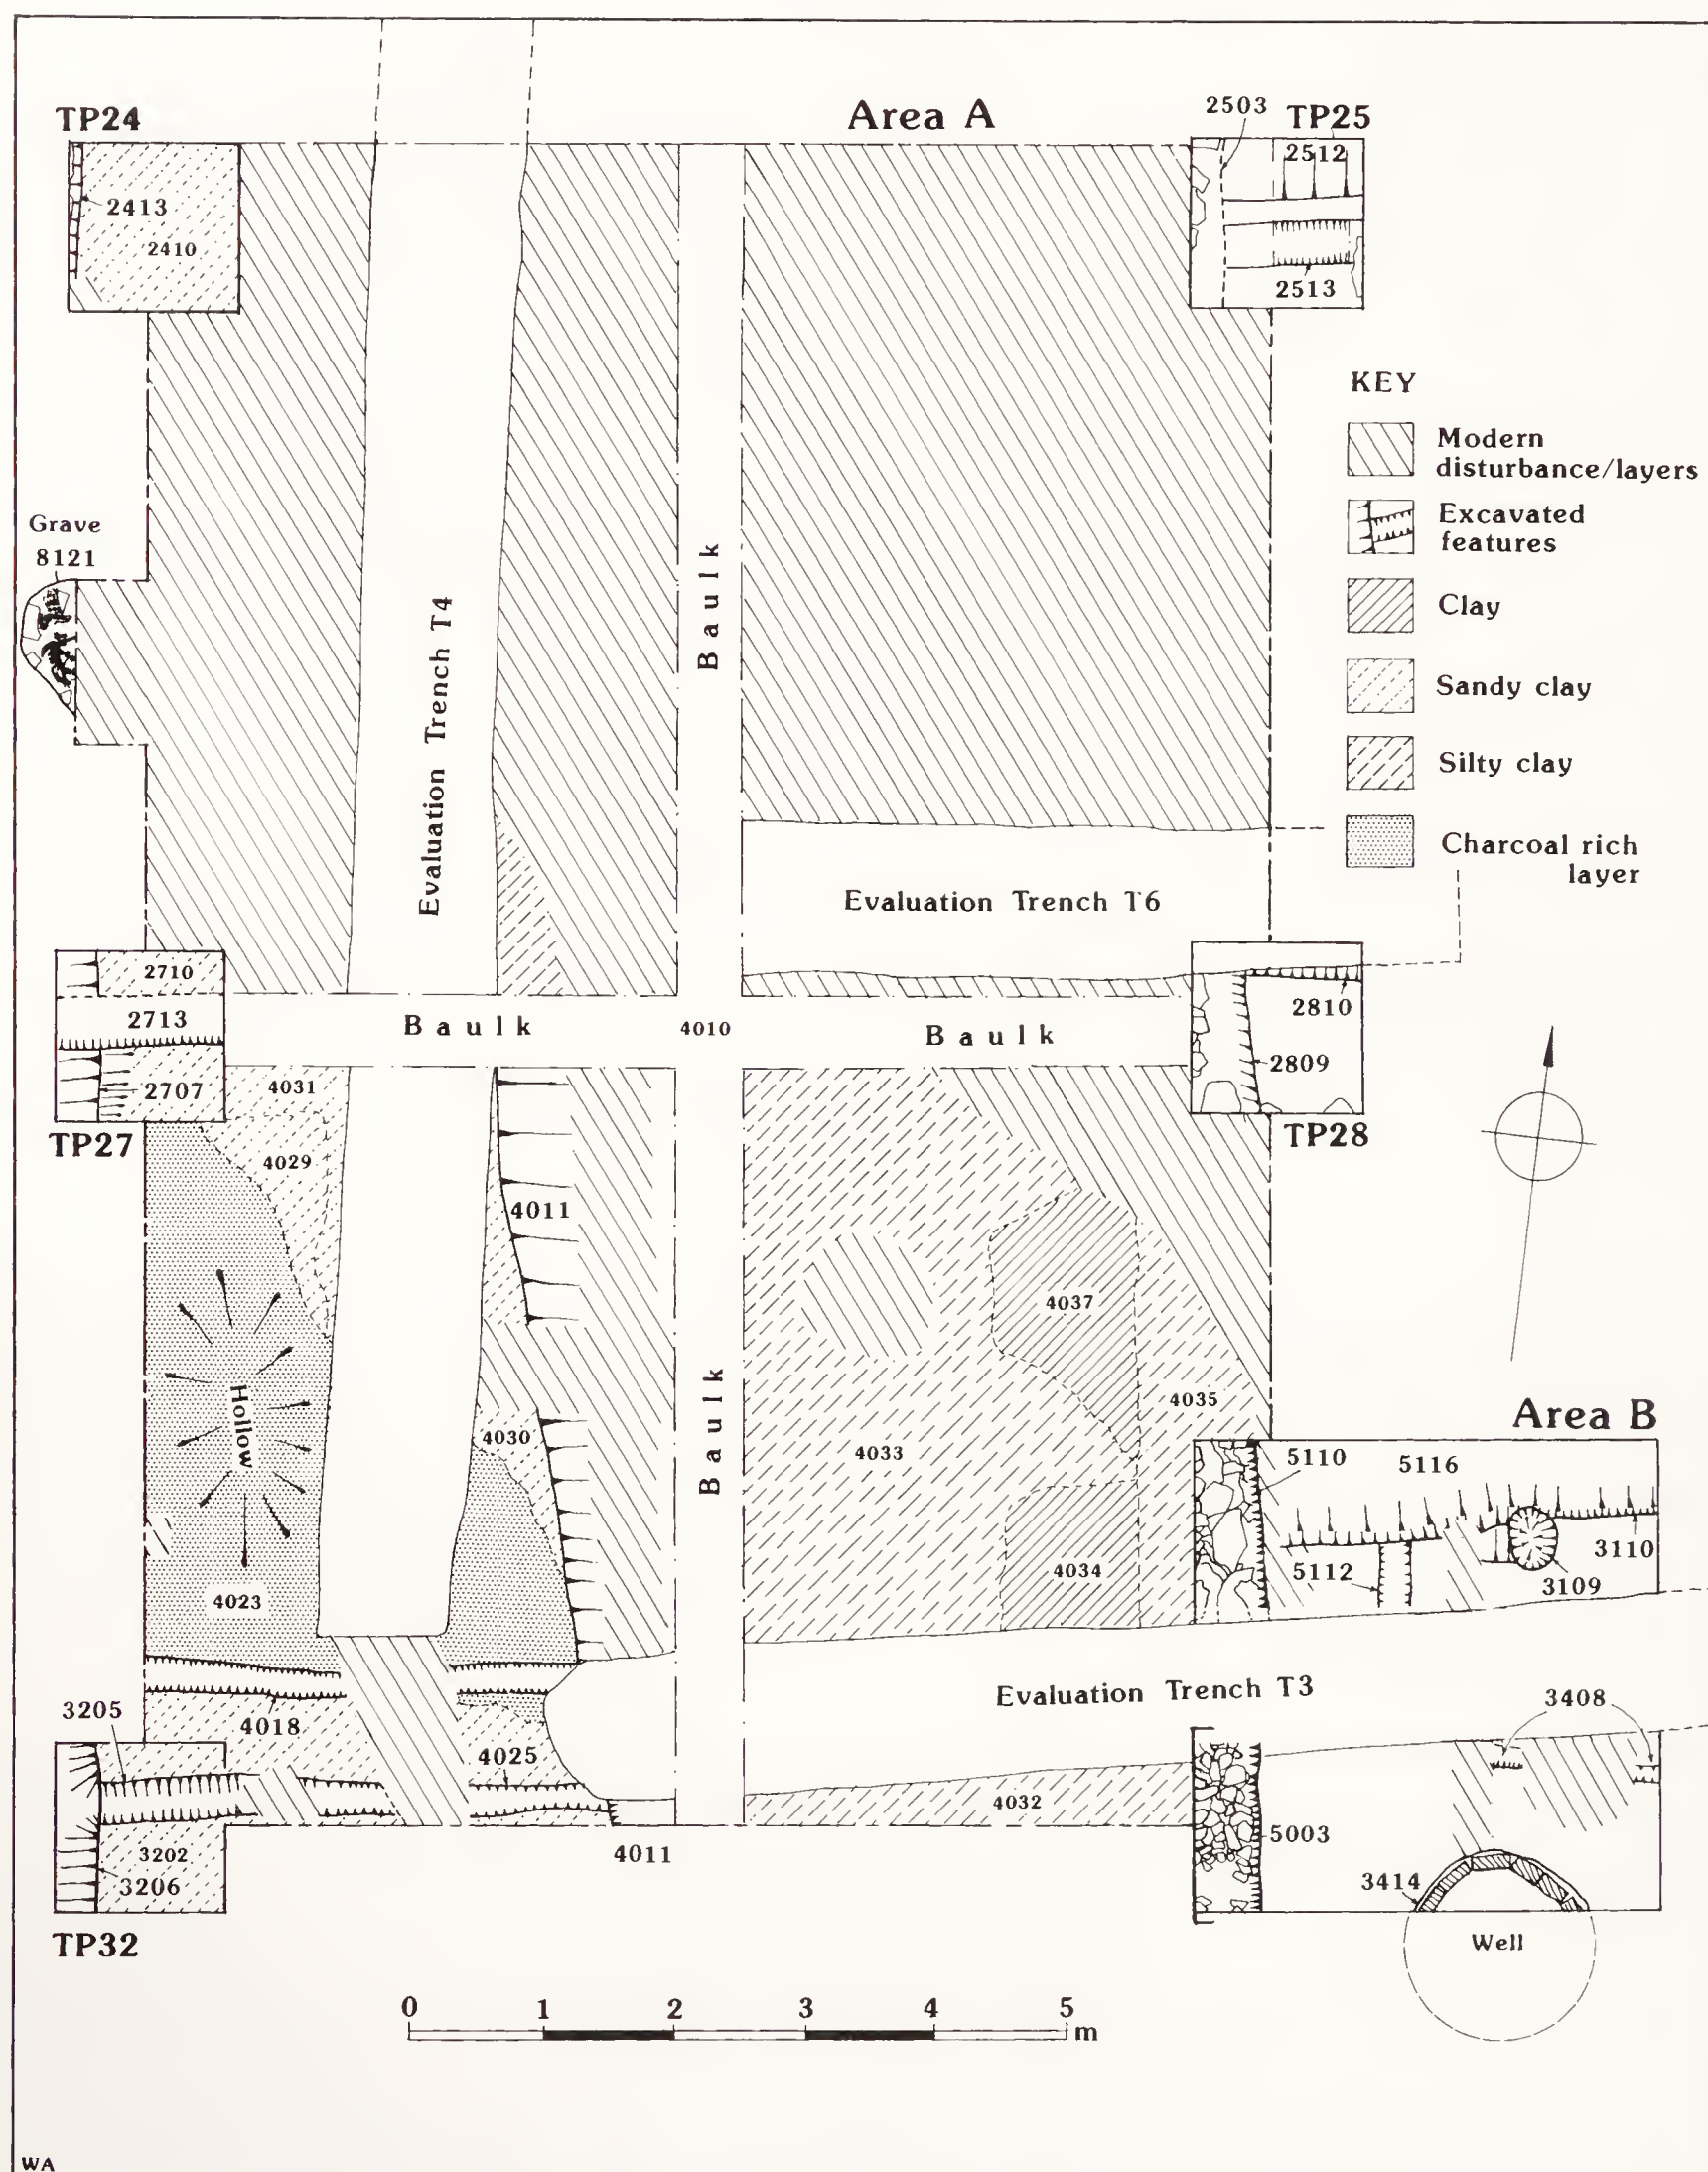 TP24
Area A
2503
TP25
2512
2413
2410
2513
KEY
Modern
disturbance/layers
Excavated
features
Clay
Sandy clay
Silty clay
Charcoal rich
layer
Grave
8121
Evaluation Trench T4
Baulk
Evaluation Trench T6
2710
2713
2707
TP27
Baulk
4010
Baulk
2810
2809
TP28
4031
4029
4011
4037
4035
4033
4034
Hollow
4030
4023
Baulk
Area B
5110
5116
5112
3110
3109
Evaluation Trench T3
3408
3205
4018
4025
4032
5003
3202
3206
4011
3414
TP32
Well
0 1 2 3 4 5
m
WA